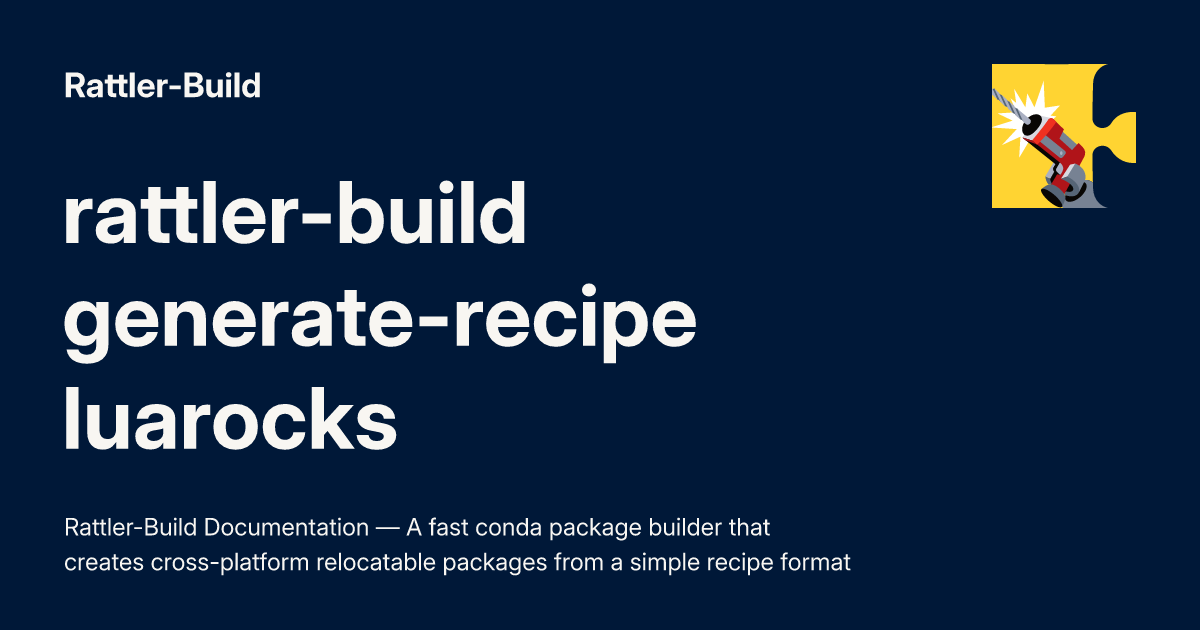 Rattler-Build
rattler-build
generate-recipe
luarocks
Rattler-Build Documentation — A fast conda package builder that
creates cross-platform relocatable packages from a simple recipe format